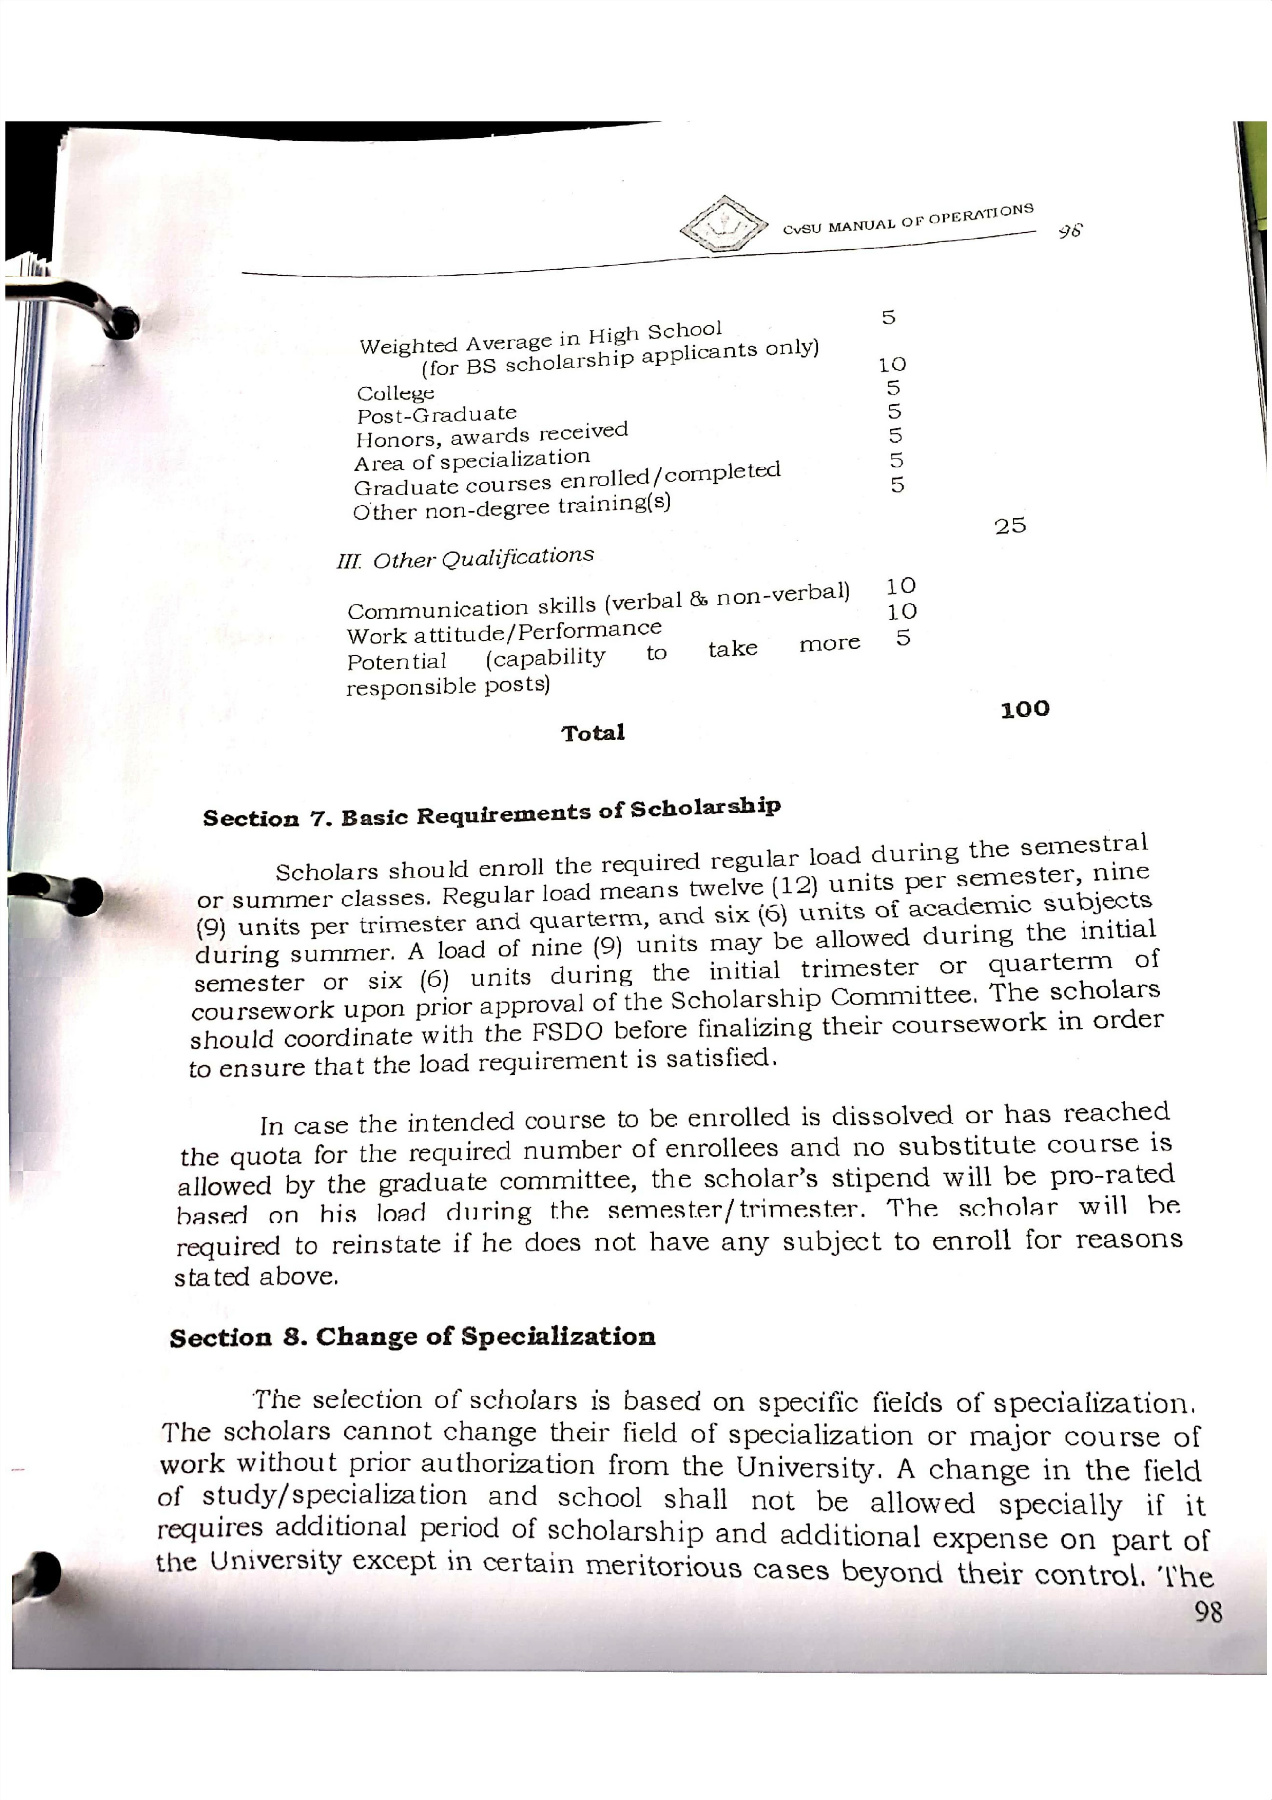 CvSU MANUAL OF OPERATIONS
98
Weighted Average in High School 5
(for BS scholarship applicants only)
College 10
Post-Graduate 5
Honors, awards received 5
Area of specialization 5
Graduate courses enrolled/completed 5
Other non-degree training(s) 5
25
III. Other Qualifications
Communication skills (verbal & non-verbal) 10
Work attitude/Performance 10
Potential (capability to take more 5
responsible posts)
Total 100
Section 7. Basic Requirements of Scholarship
Scholars should enroll the required regular load during the semestral
or summer classes. Regular load means twelve (12) units per semester, nine
(9) units per trimester and quarterm, and six (6) units of academic subjects
during summer. A load of nine (9) units may be allowed during the initial
semester or six (6) units during the initial trimester or quarterm of
coursework upon prior approval of the Scholarship Committee. The scholars
should coordinate with the FSDO before finalizing their coursework in order
to ensure that the load requirement is satisfied.
In case the intended course to be enrolled is dissolved or has reached
the quota for the required number of enrollees and no substitute course is
allowed by the graduate committee, the scholar's stipend will be pro-rated
based on his load during the semester/trimester. The scholar will be
required to reinstate if he does not have any subject to enroll for reasons
stated above.
Section 8. Change of Specialization
The selection of scholars is based on specific fields of specialization.
The scholars cannot change their field of specialization or major course of
work without prior authorization from the University. A change in the field
of study/specialization and school shall not be allowed specially if it
requires additional period of scholarship and additional expense on part of
the University except in certain meritorious cases beyond their control. The
98